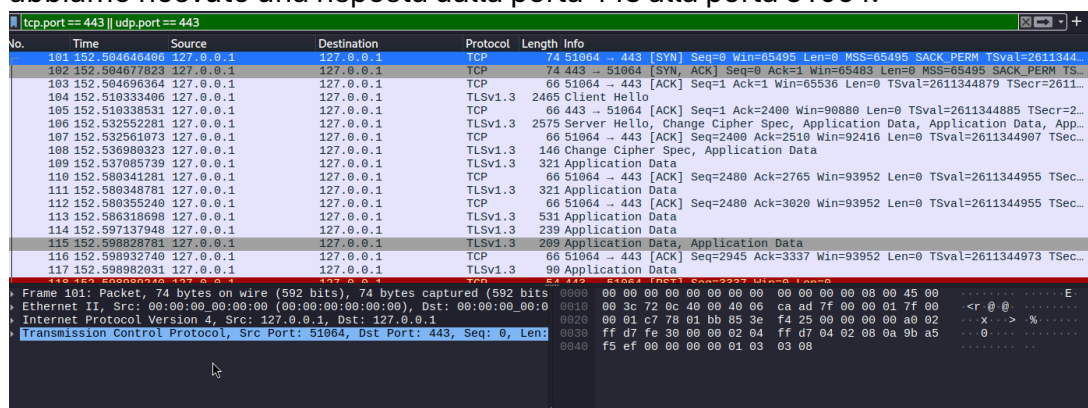 tcp.port == 443 || udp.port == 443
No. Time Source Destination Protocol Length Info
101 152.504646406 127.0.0.1 127.0.0.1 TCP 74 51064 → 443 [SYN] Seq=0 Win=65495 Len=0 MSS=65495 SACK_PERM TSval=2611344…
102 152.504677823 127.0.0.1 127.0.0.1 TCP 74 443 → 51064 [SYN, ACK] Seq=0 Ack=1 Win=65483 Len=0 MSS=65495 SACK_PERM TS…
103 152.504696364 127.0.0.1 127.0.0.1 TCP 66 51064 → 443 [ACK] Seq=1 Ack=1 Win=65536 Len=0 TSval=2611344879 TSecr=2611…
104 152.510333406 127.0.0.1 127.0.0.1 TLSv1.3 2465 Client Hello
105 152.510338531 127.0.0.1 127.0.0.1 TCP 66 443 → 51064 [ACK] Seq=1 Ack=2400 Win=90880 Len=0 TSval=2611344885 TSecr=2…
106 152.532552281 127.0.0.1 127.0.0.1 TLSv1.3 2575 Server Hello, Change Cipher Spec, Application Data, Application Data, App…
107 152.532561073 127.0.0.1 127.0.0.1 TCP 66 51064 → 443 [ACK] Seq=2400 Ack=2510 Win=92416 Len=0 TSval=2611344907 TSec…
108 152.536980323 127.0.0.1 127.0.0.1 TLSv1.3 146 Change Cipher Spec, Application Data
109 152.537085739 127.0.0.1 127.0.0.1 TLSv1.3 321 Application Data
110 152.580341281 127.0.0.1 127.0.0.1 TCP 66 51064 → 443 [ACK] Seq=2480 Ack=2765 Win=93952 Len=0 TSval=2611344955 TSec…
111 152.580348781 127.0.0.1 127.0.0.1 TLSv1.3 321 Application Data
112 152.580355240 127.0.0.1 127.0.0.1 TCP 66 51064 → 443 [ACK] Seq=2480 Ack=3020 Win=93952 Len=0 TSval=2611344955 TSec…
113 152.586318698 127.0.0.1 127.0.0.1 TLSv1.3 531 Application Data
114 152.597137948 127.0.0.1 127.0.0.1 TLSv1.3 239 Application Data
115 152.598828781 127.0.0.1 127.0.0.1 TLSv1.3 209 Application Data, Application Data
116 152.598932740 127.0.0.1 127.0.0.1 TCP 66 51064 → 443 [ACK] Seq=2945 Ack=3337 Win=93952 Len=0 TSval=2611344973 TSec…
117 152.598982031 127.0.0.1 127.0.0.1 TLSv1.3 90 Application Data
Frame 101: Packet, 74 bytes on wire (592 bits), 74 bytes captured (592 bits
Ethernet II, Src: 00:00:00_00:00:00 (00:00:00:00:00:00), Dst: 00:00:00_00:0
Internet Protocol Version 4, Src: 127.0.0.1, Dst: 127.0.0.1
Transmission Control Protocol, Src Port: 51064, Dst Port: 443, Seq: 0, Len:
0000 00 00 00 00 00 00 00 00 00 00 00 00 08 00 45 00 ··············E·
0010 00 3c 72 0c 40 00 40 06 ca ad 7f 00 00 01 7f 00 ·<r·@·@·········
0020 00 01 c7 78 01 bb 85 3e f4 25 00 00 00 00 a0 02 ···x···>·%······
0030 ff d7 fe 30 00 00 02 04 ff d7 04 02 08 0a 9b a5 ···0············
0040 f5 ef 00 00 00 00 01 03 03 08 ··········